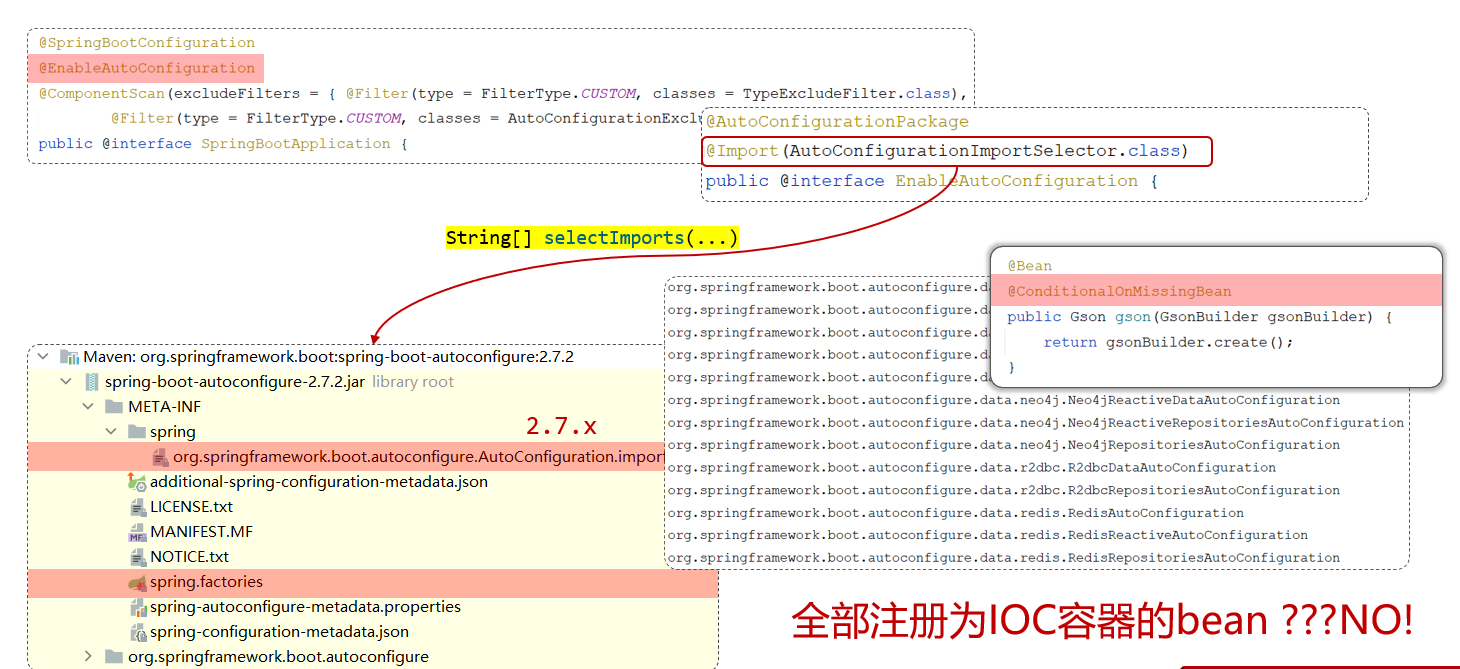 @SpringBootConfiguration
@EnableAutoConfiguration
@ComponentScan(excludeFilters = { @Filter(type = FilterType.CUSTOM, classes = TypeExcludeFilter.class),
@Filter(type = FilterType.CUSTOM, classes = AutoConfigurationExclu
public @interface SpringBootApplication {
@AutoConfigurationPackage
@Import(AutoConfigurationImportSelector.class)
public @interface EnableAutoConfiguration {
String[] selectImports(...)
@Bean
@ConditionalOnMissingBean
public Gson gson(GsonBuilder gsonBuilder) {
return gsonBuilder.create();
}
Maven: org.springframework.boot:spring-boot-autoconfigure:2.7.2
spring-boot-autoconfigure-2.7.2.jar library root
META-INF
spring
2.7.x
org.springframework.boot.autoconfigure.AutoConfiguration.import
additional-spring-configuration-metadata.json
LICENSE.txt
MANIFEST.MF
NOTICE.txt
spring.factories
spring-autoconfigure-metadata.properties
spring-configuration-metadata.json
org.springframework.boot.autoconfigure
org.springframework.boot.autoconfigure.da
org.springframework.boot.autoconfigure.da
org.springframework.boot.autoconfigure.da
org.springframework.boot.autoconfigure.da
org.springframework.boot.autoconfigure.da
org.springframework.boot.autoconfigure.data.neo4j.Neo4jReactiveDataAutoConfiguration
org.springframework.boot.autoconfigure.data.neo4j.Neo4jReactiveRepositoriesAutoConfiguration
org.springframework.boot.autoconfigure.data.neo4j.Neo4jRepositoriesAutoConfiguration
org.springframework.boot.autoconfigure.data.r2dbc.R2dbcDataAutoConfiguration
org.springframework.boot.autoconfigure.data.r2dbc.R2dbcRepositoriesAutoConfiguration
org.springframework.boot.autoconfigure.data.redis.RedisAutoConfiguration
org.springframework.boot.autoconfigure.data.redis.RedisReactiveAutoConfiguration
org.springframework.boot.autoconfigure.data.redis.RedisRepositoriesAutoConfiguration
全部注册为IOC容器的bean ???NO!